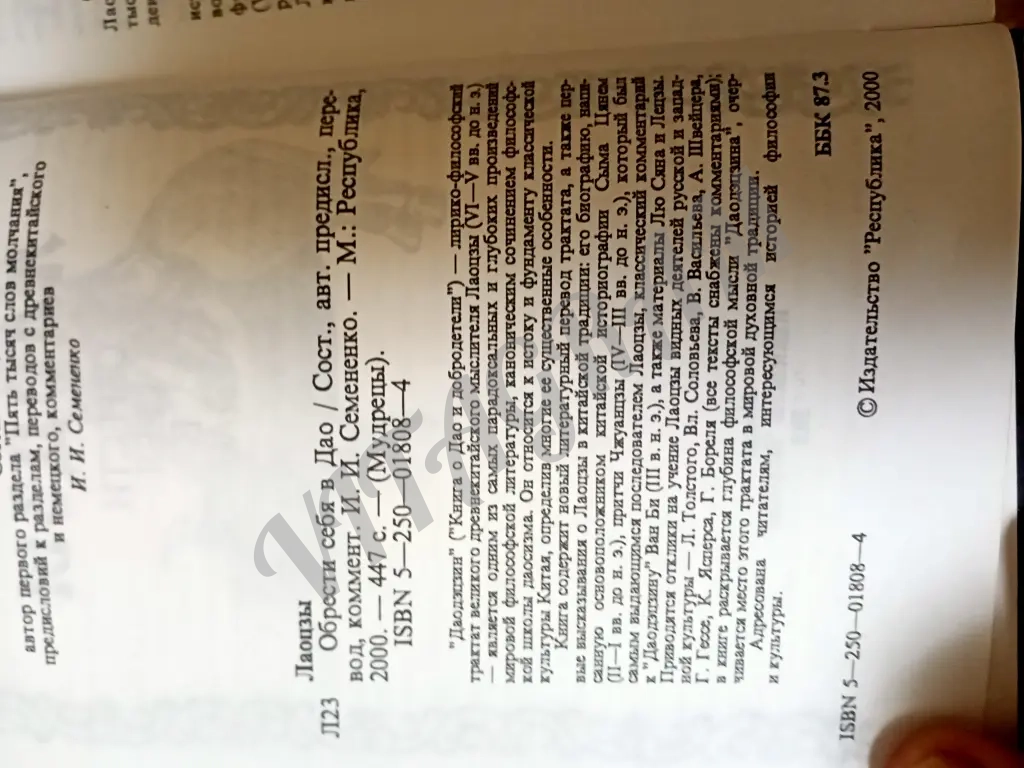 автор первого раздела "Пять тысяч слов молчания",
предисловий к разделам, переводов с древнекитайского
и немецкого, комментариев
И. И. Семененко
Лаоцзы
Л23 Обрести себя в Дао / Сост., авт. предисл., пере-
вод, коммент. И. И. Семененко. — М.: Республика,
2000. — 447 с. — (Мудрецы).
ISBN 5—250—01808—4
"Даодэцзин" ("Книга о Дао и добродетели") — лирико-философский
трактат великого древнекитайского мыслителя Лаоцзы (VI—V вв. до н. э.)
— является одним из самых парадоксальных и глубоких произведений
мировой философской литературы, каноническим сочинением философс-
кой школы даосизма. Он относится к истоку и фундаменту классической
культуры Китая, определив многие ее существенные особенности.
Книга содержит новый литературный перевод трактата, а также пер-
вые высказывания о Лаоцзы в китайской традиции: его биографию, напи-
санную основоположником китайской историографии Сыма Цянем
(II—I вв. до н. э.), притчи Чжуанцзы (IV—III вв. до н. э.), который был
самым выдающимся последователем Лаоцзы, классический комментарий
к "Даодэцзину" Ван Би (III в. н. э.), а также материалы Лю Сяна и Лецзы.
Приводятся отклики на учение Лаоцзы видных деятелей русской и запад-
ной культуры — Л. Толстого, Вл. Соловьева, В. Васильева, А. Швейцера,
Г. Гессе, К. Ясперса, Г. Бореля (все тексты снабжены комментариями);
в книге раскрывается глубина философской мысли "Даодэцзина", очер-
чивается место этого трактата в мировой духовной традиции.
Адресована читателям, интересующимся историей философии
и культуры.
ББК 87.3
ISBN 5—250—01808—4 © Издательство "Республика", 2000